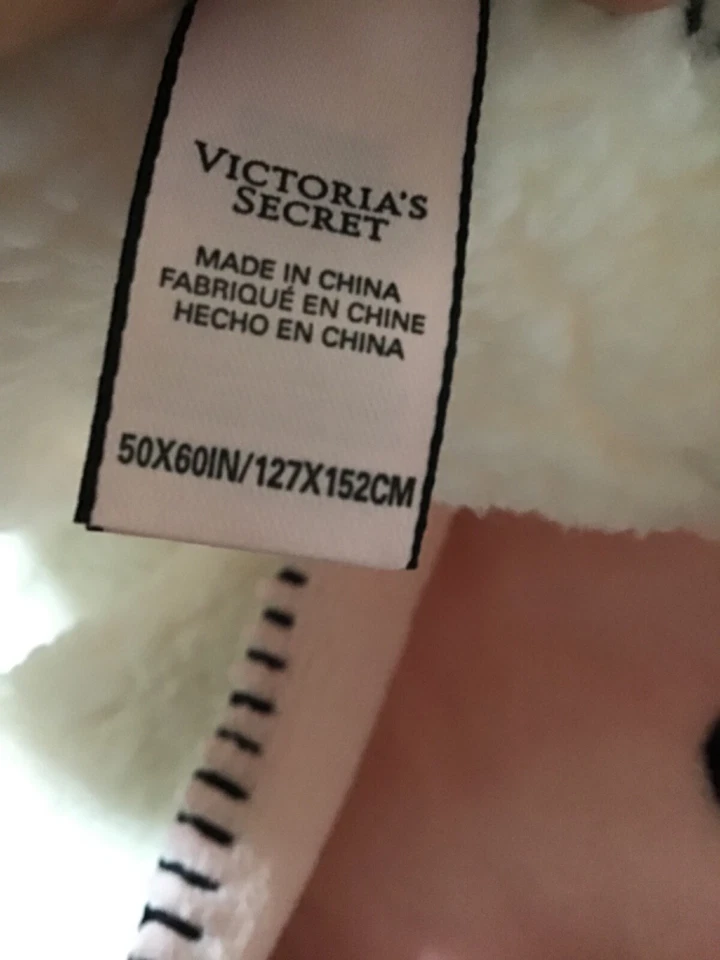 VICTORIA'S
SECRET
MADE IN CHINA
FABRIQUÉ EN CHINE
HECHO EN CHINA
50X60IN/127X152CM